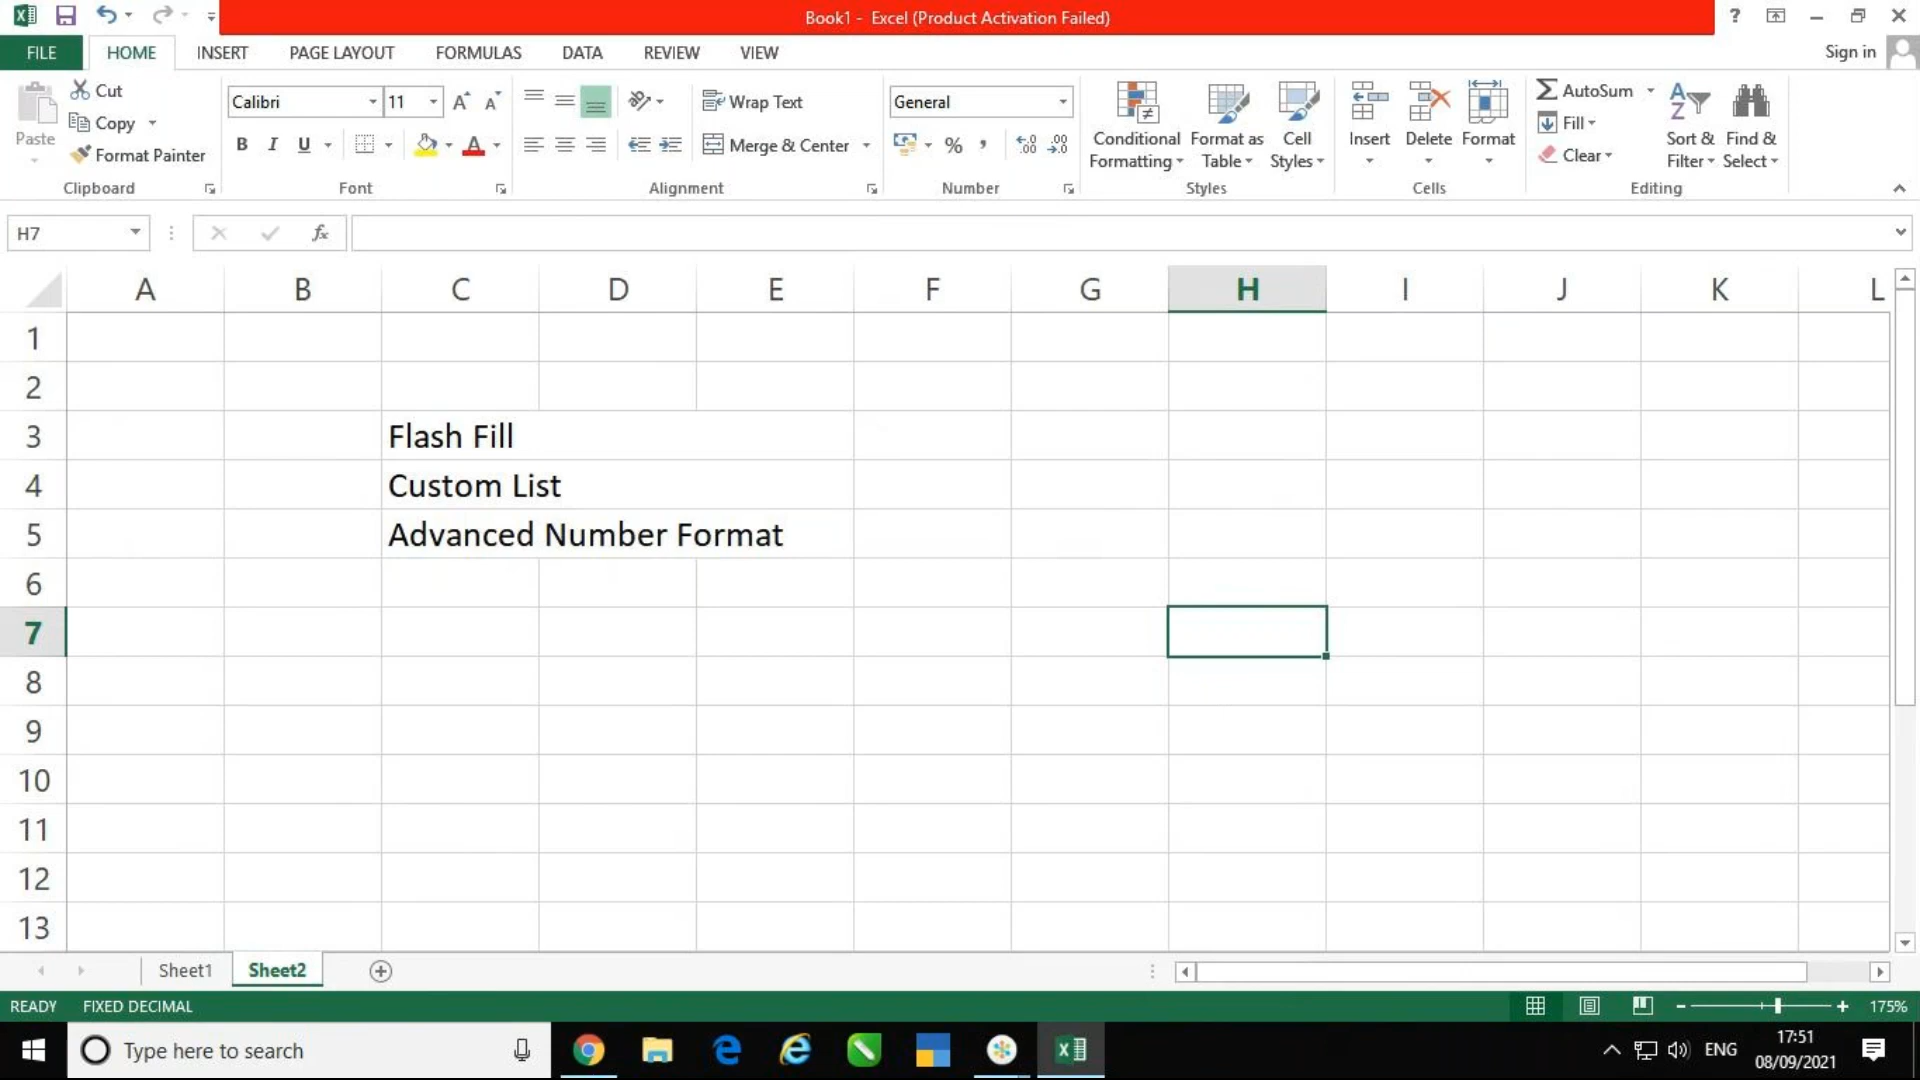 Book1 - Excel (Product Activation Failed)
?
FILE HOME INSERT PAGE LAYOUT FORMULAS DATA REVIEW VIEW Sign in
Paste
Cut
Copy
Format Painter
Clipboard
Calibri 11
B I U
Font
Wrap Text
Merge & Center
Alignment
General
%
Number
Conditional Formatting
Format as Table
Cell Styles
Styles
Insert
Delete
Format
Cells
AutoSum
Fill
Clear
Sort & Filter
Find & Select
Editing
H7
fx
A B C D E F G H I J K L
1
2
3 Flash Fill
4 Custom List
5 Advanced Number Format
6
7
8
9
10
11
12
13
Sheet1 Sheet2
READY FIXED DECIMAL 175%
Type here to search
ENG
17:51
08/09/2021